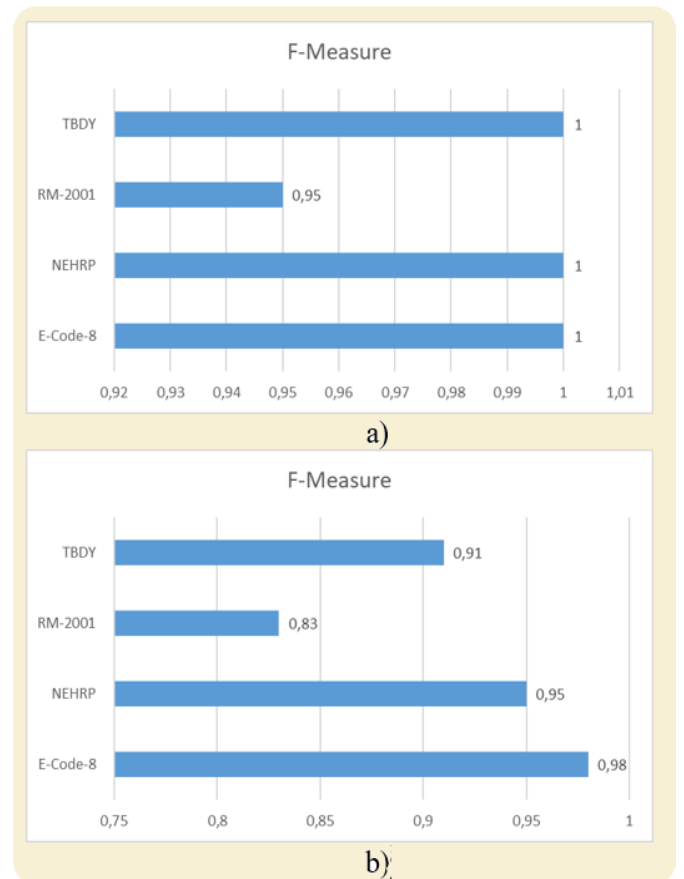 F-Measure
TBDY 1
RM-2001 0,95
NEHRP 1
E-Code-8 1
0,92 0,93 0,94 0,95 0,96 0,97 0,98 0,99 1 1,01
a)
F-Measure
TBDY 0,91
RM-2001 0,83
NEHRP 0,95
E-Code-8 0,98
0,75 0,8 0,85 0,9 0,95 1
b)